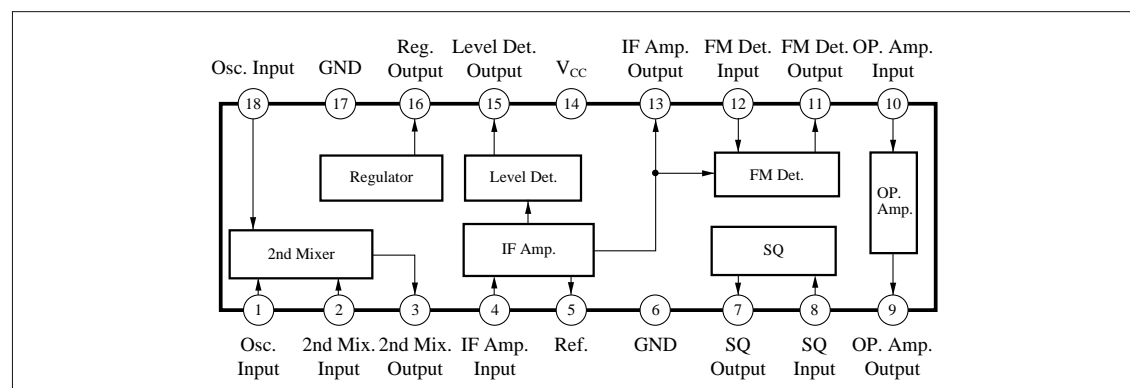 Osc. Input
GND
Reg.
Output
Level Det.
Output
VCC
IF Amp.
Output
FM Det.
Input
FM Det.
Output
OP. Amp.
Input
18
17
16
15
14
13
12
11
10
Regulator
Level Det.
FM Det.
OP.
Amp.
2nd Mixer
IF Amp.
SQ
1
2
3
4
5
6
7
8
9
Osc.
Input
2nd Mix.
Input
2nd Mix.
Output
IF Amp.
Input
Ref.
GND
SQ
Output
SQ
Input
OP. Amp.
Output